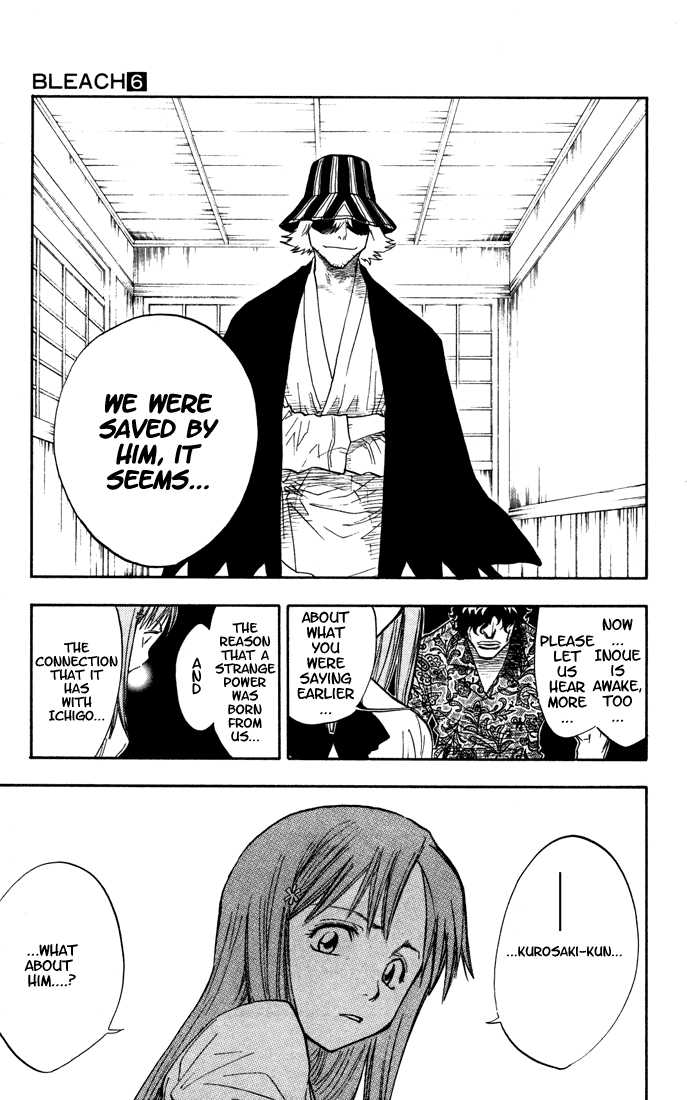 BLEACH 6
WE WERE
SAVED BY
HIM, IT
SEEMS...
NOW
...
INOUE
IS
AWAKE,
TOO
...
PLEASE
LET
US
HEAR
MORE
...
ABOUT
WHAT
YOU
WERE
SAYING
EARLIER
...
THE
REASON
THAT A
STRANGE
POWER
WAS
BORN
FROM
US...
AND
THE
CONNECTION
THAT IT
HAS
WITH
ICHIGO...
...KUROSAKI-KUN...
...WHAT
ABOUT
HIM....?